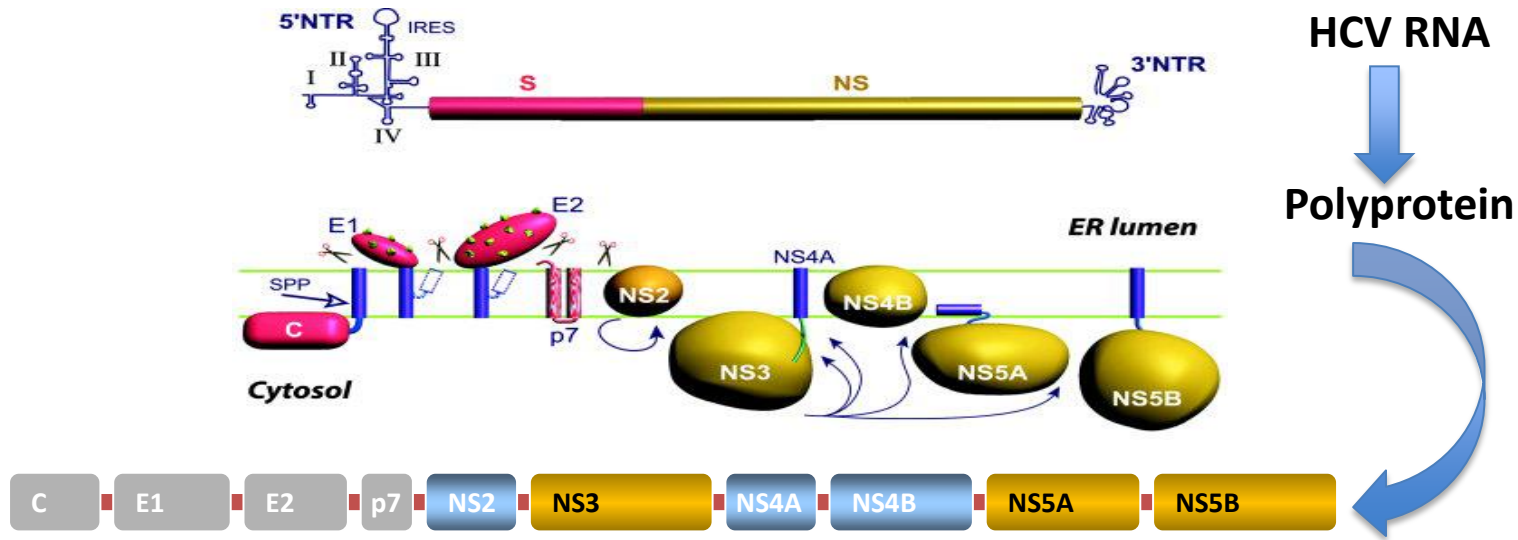 5'NTR
IRES
I
II
III
IV
S
NS
3'NTR
HCV RNA
Polyprotein
E1
E2
ER lumen
SPP
C
p7
NS2
NS3
NS4A
NS4B
NS5A
NS5B
Cytosol
C E1 E2 p7 NS2 NS3 NS4A NS4B NS5A NS5B